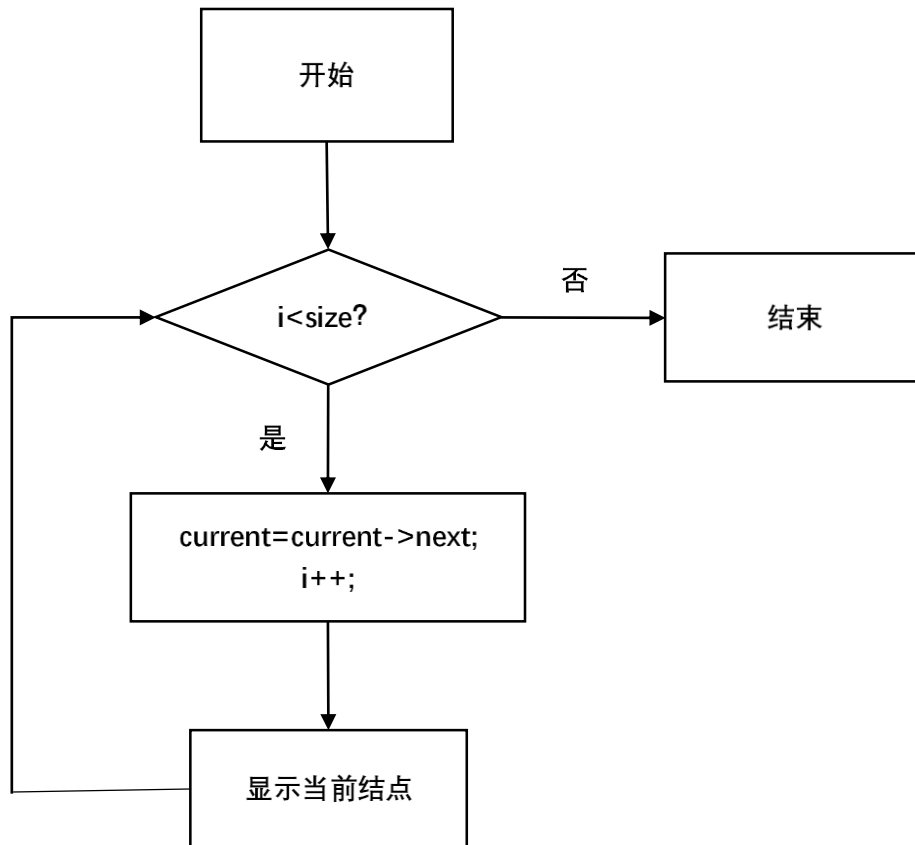 开始
i<size?
否
结束
是
current=current->next;
i++;
显示当前结点